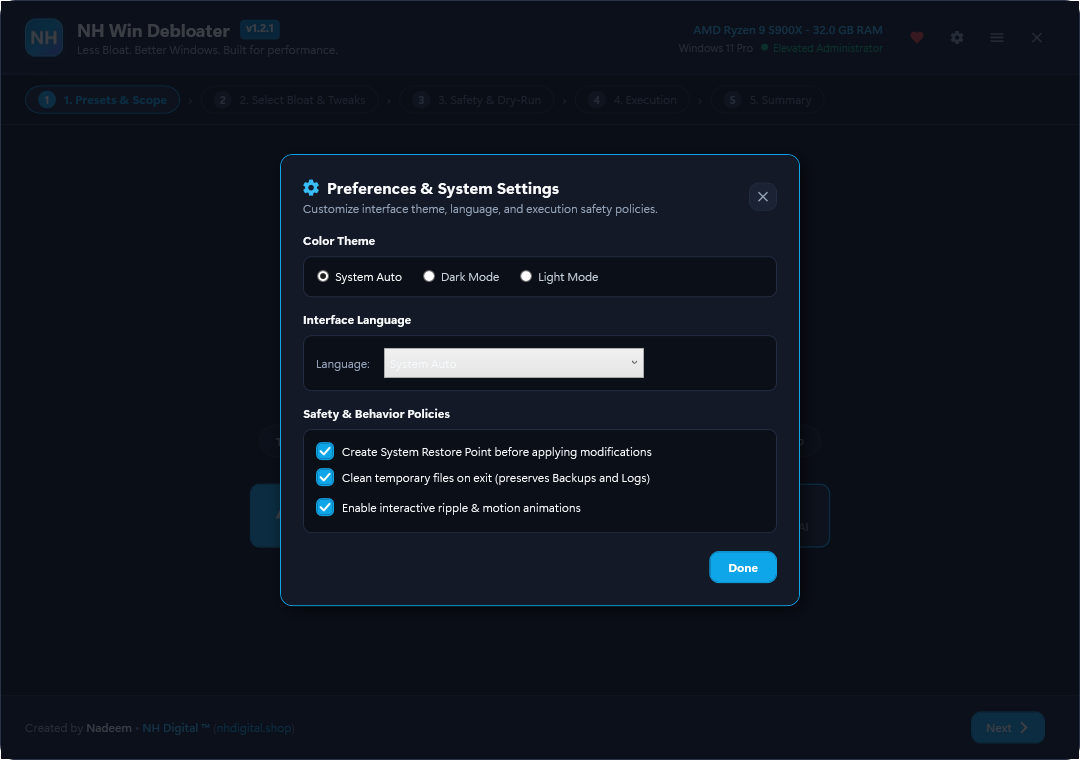 NH
NH Win Debloater v1.2.1
Less Bloat. Better Windows. Built for performance.
AMD Ryzen 9 5900X - 32.0 GB RAM
Windows 11 Pro • Elevated Administrator
1 1. Presets & Scope › 2 2. Select Bloat & Tweaks › 3 3. Safety & Dry-Run › 4 4. Execution › 5 5. Summary
Preferences & System Settings
Customize interface theme, language, and execution safety policies.
Color Theme
System Auto Dark Mode Light Mode
Interface Language
Language: System Auto
Safety & Behavior Policies
Create System Restore Point before applying modifications
Clean temporary files on exit (preserves Backups and Logs)
Enable interactive ripple & motion animations
Done
Created by Nadeem • NH Digital ™ (nhdigital.shop)
Next